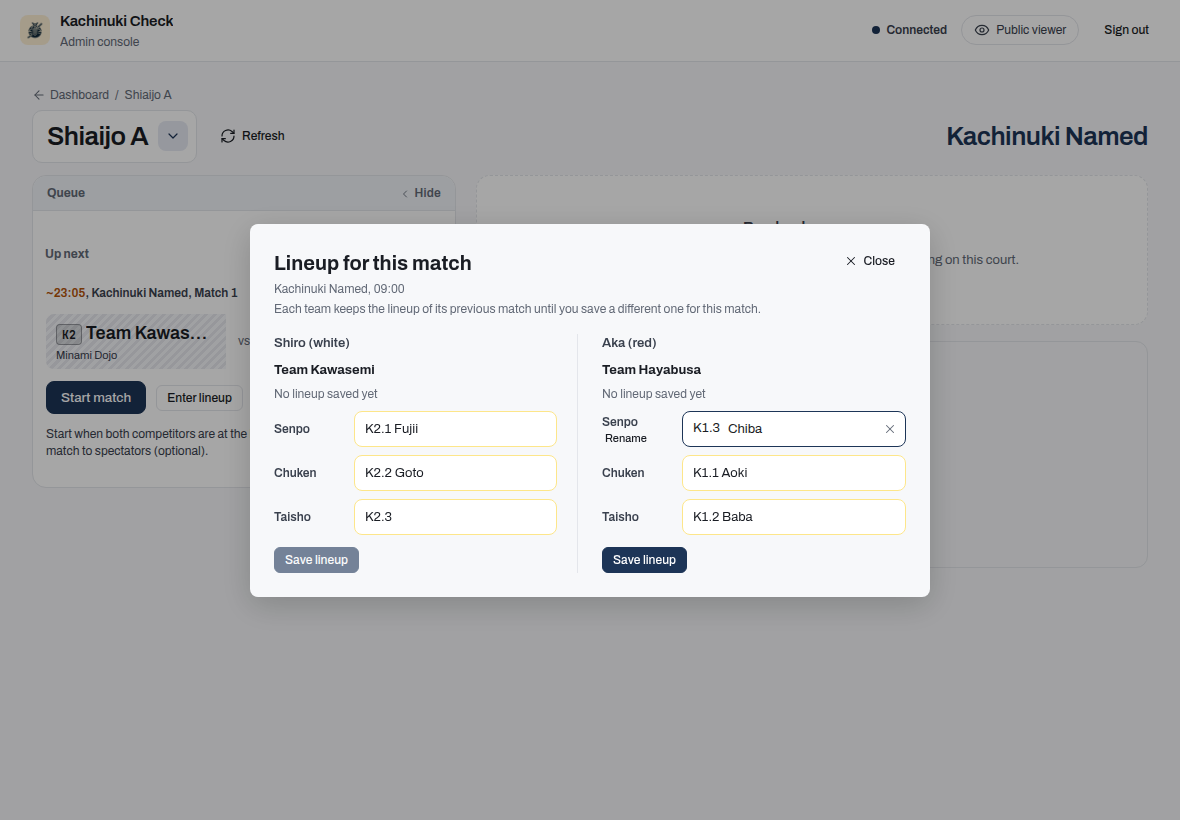 Kachinuki Check
Admin console
Connected
Public viewer
Sign out
Dashboard / Shiaijo A
Shiaijo A
Refresh
Kachinuki Named
Queue
Hide
Up next
~23:05, Kachinuki Named, Match 1
K2 Team Kawas...
Minami Dojo
vs
Start match
Enter lineup
Start when both competitors are at the
match to spectators (optional).
ng on this court.
Lineup for this match
Close
Kachinuki Named, 09:00
Each team keeps the lineup of its previous match until you save a different one for this match.
Shiro (white)
Team Kawasemi
No lineup saved yet
Senpo
K2.1 Fujii
Chuken
K2.2 Goto
Taisho
K2.3
Save lineup
Aka (red)
Team Hayabusa
No lineup saved yet
Senpo
Rename
K1.3 Chiba
Chuken
K1.1 Aoki
Taisho
K1.2 Baba
Save lineup